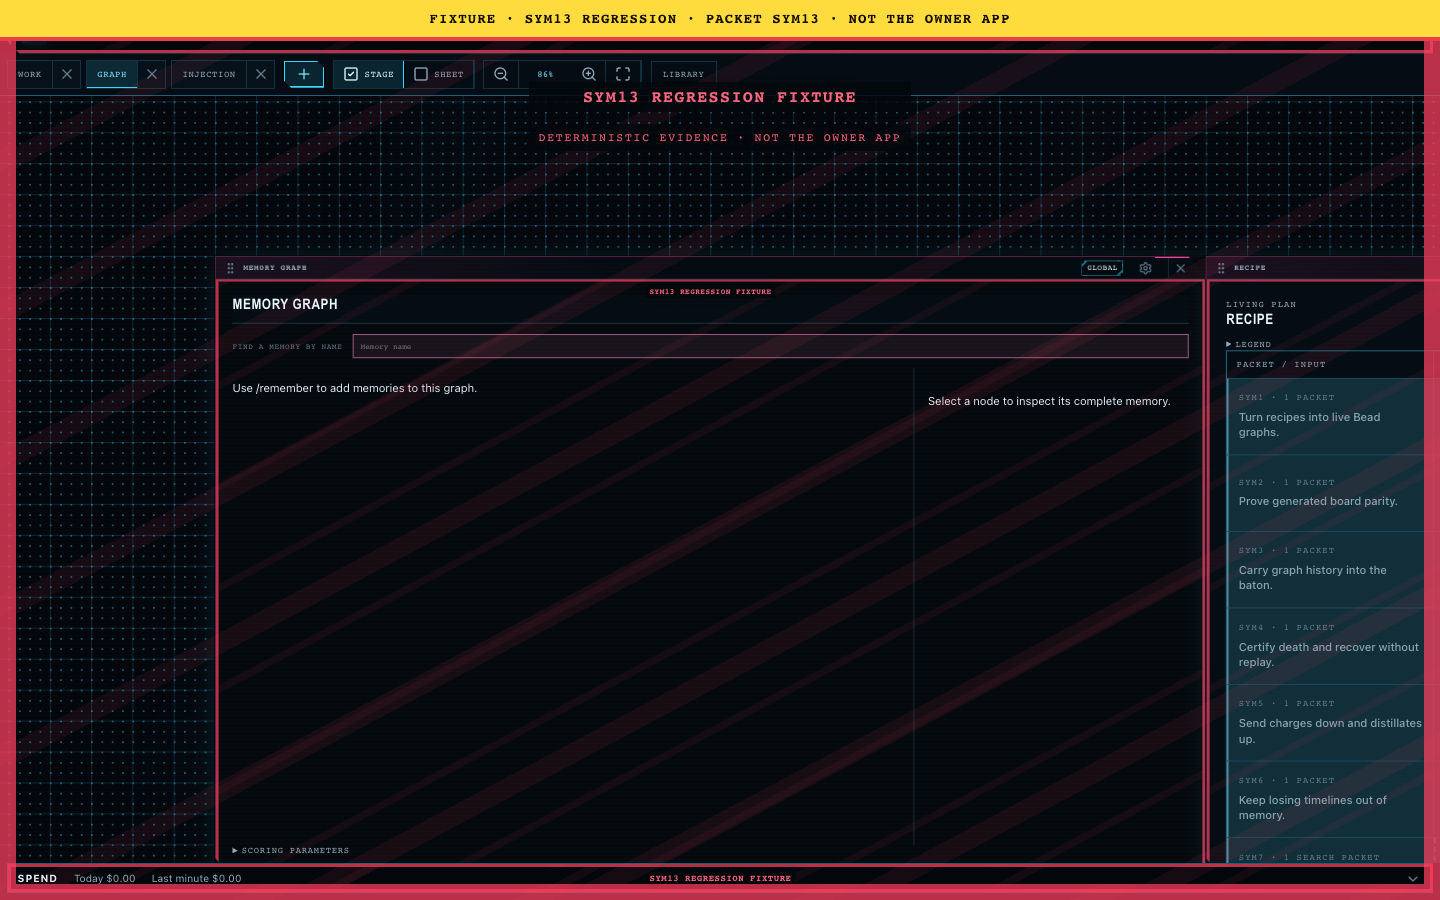 FIXTURE · SYM13 REGRESSION · PACKET SYM13 · NOT THE OWNER APP
WORK
GRAPH
INJECTION
STAGE
SHEET
86%
LIBRARY
SYM13 REGRESSION FIXTURE
DETERMINISTIC EVIDENCE · NOT THE OWNER APP
MEMORY GRAPH
GLOBAL
SYM13 REGRESSION FIXTURE
MEMORY GRAPH
FIND A MEMORY BY NAME
Memory name
Use /remember to add memories to this graph.
Select a node to inspect its complete memory.
SCORING PARAMETERS
RECIPE
LIVING PLAN
RECIPE
LEGEND
PACKET / INPUT
SYM1 · 1 PACKET
Turn recipes into live Bead
graphs.
SYM2 · 1 PACKET
Prove generated board parity.
SYM3 · 1 PACKET
Carry graph history into the
baton.
SYM4 · 1 PACKET
Certify death and recover without
replay.
SYM5 · 1 PACKET
Send charges down and distillates
up.
SYM6 · 1 PACKET
Keep losing timelines out of
memory.
SYM7 · 1 SEARCH PACKET
SPEND
Today $0.00
Last minute $0.00
SYM13 REGRESSION FIXTURE